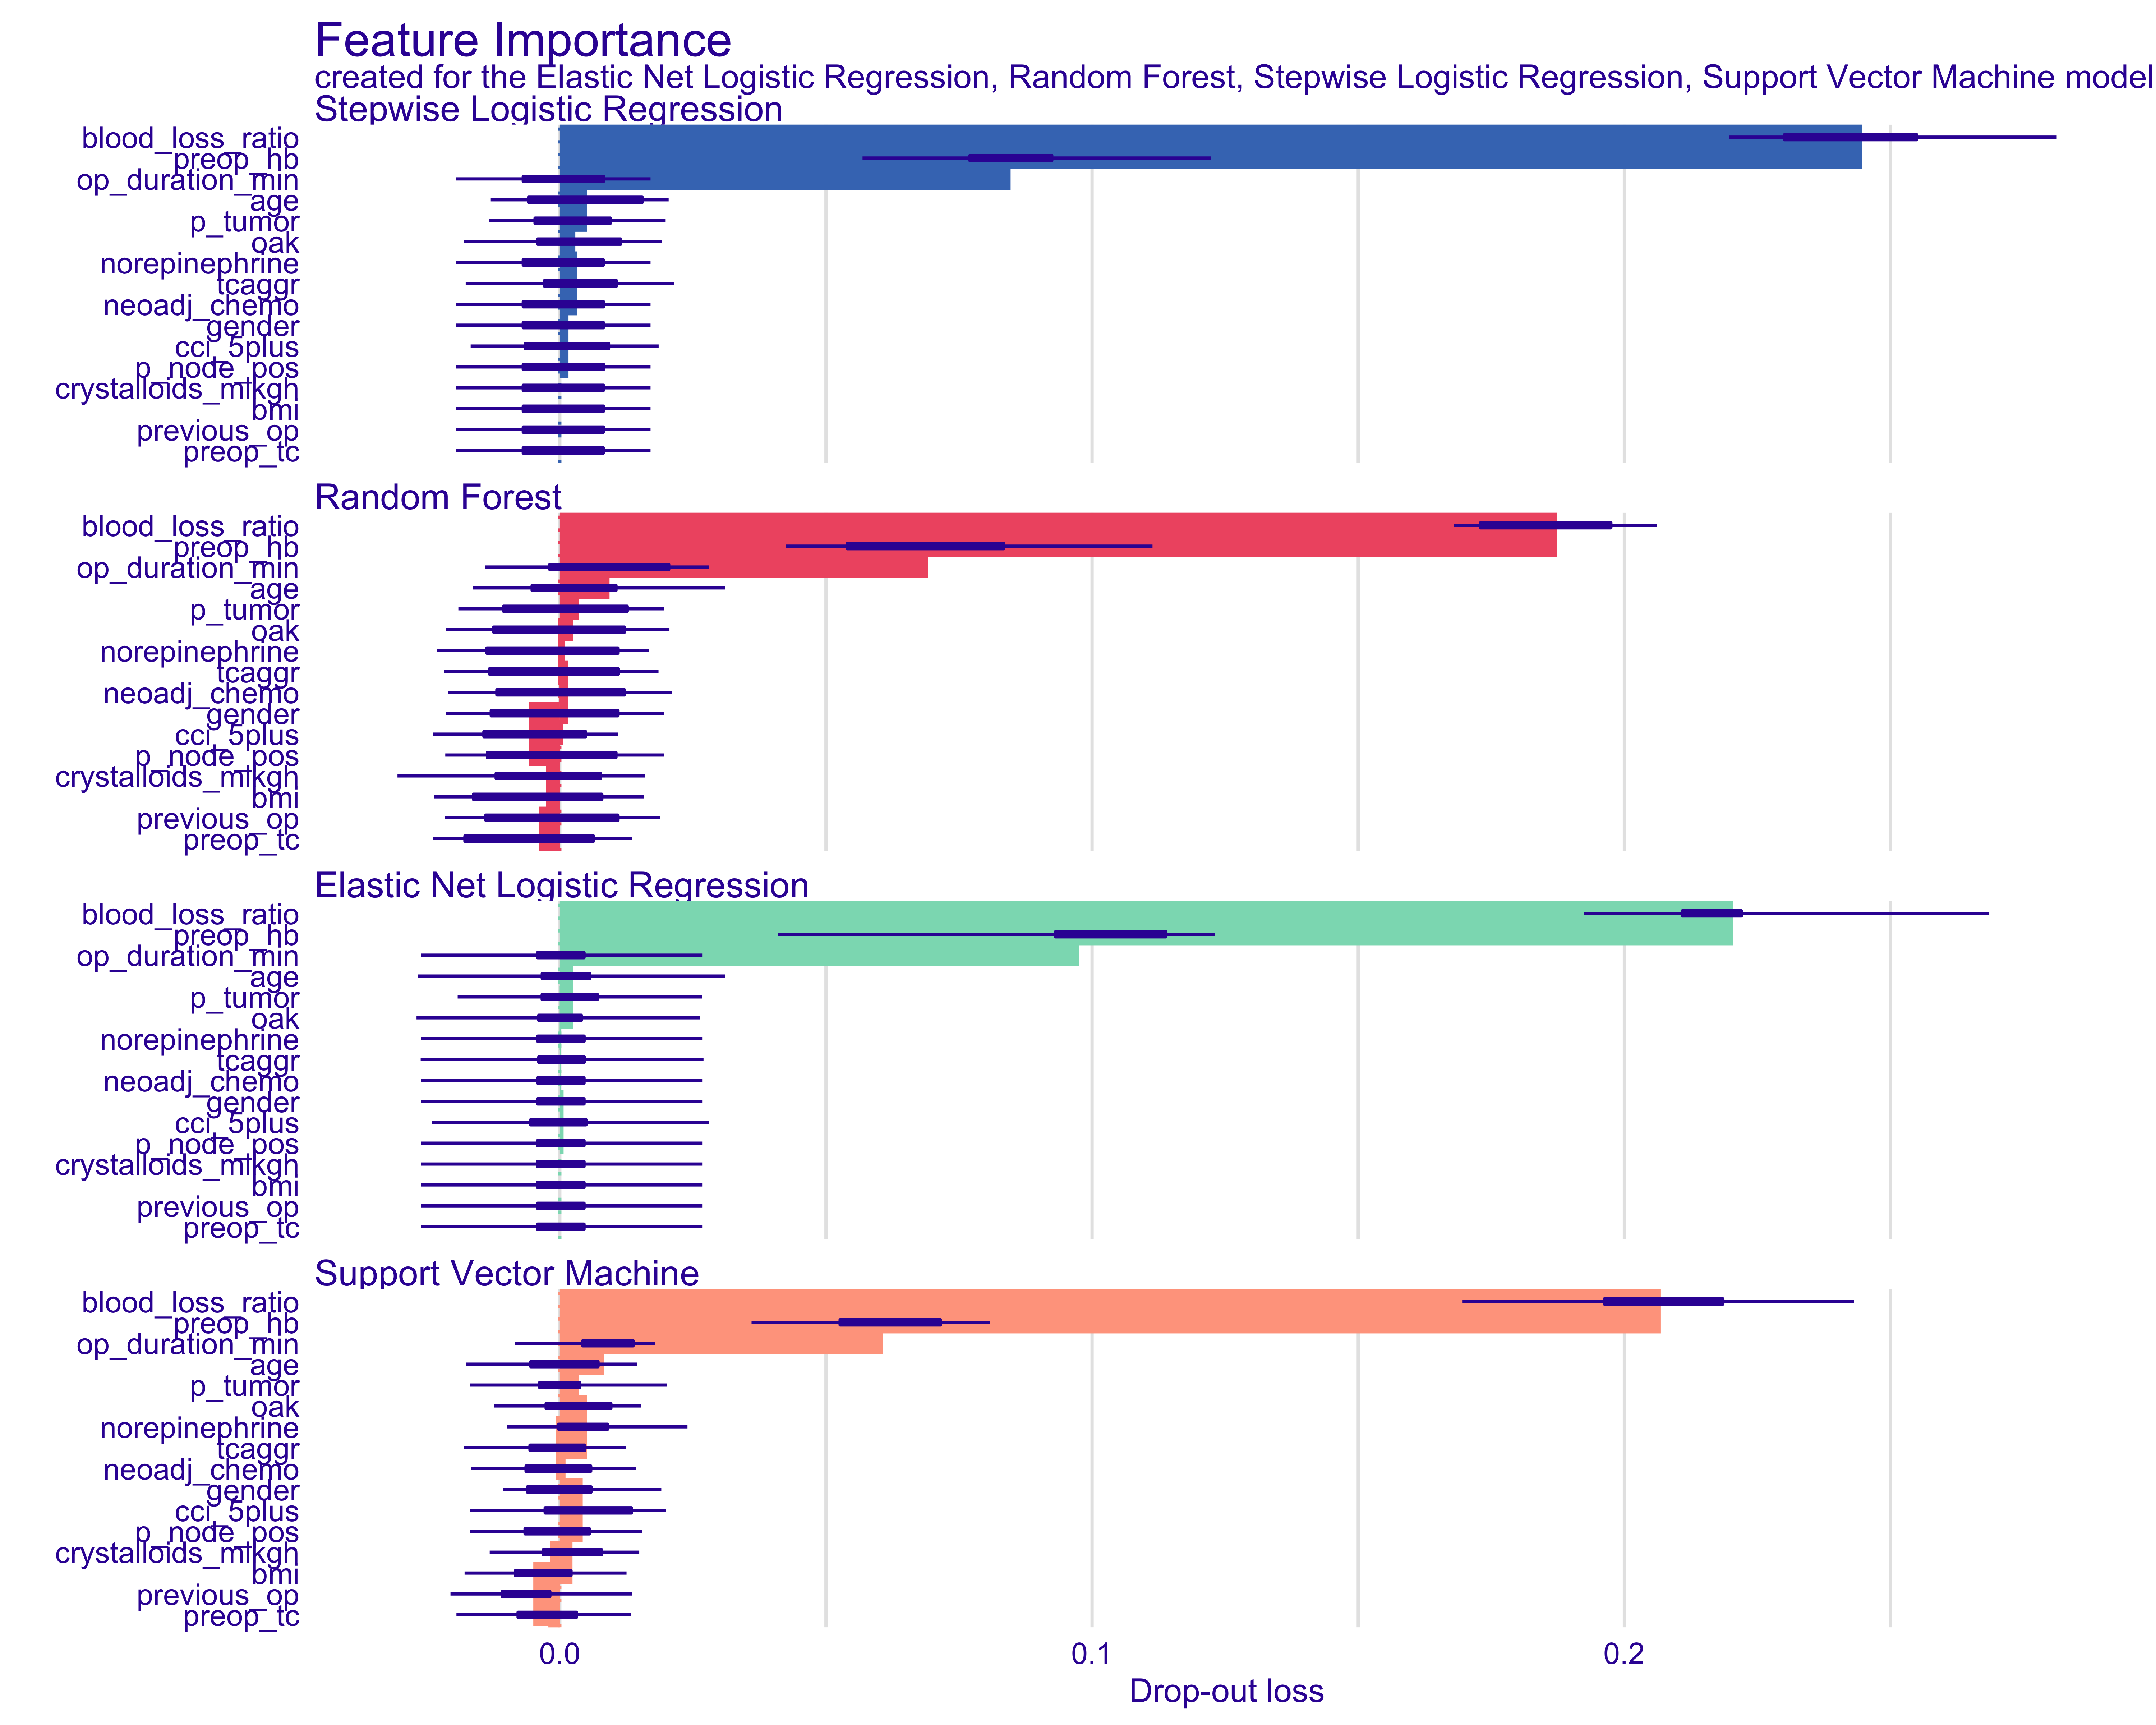 Feature Importance
created for the Elastic Net Logistic Regression, Random Forest, Stepwise Logistic Regression, Support Vector Machine model
Stepwise Logistic Regression
blood_loss_ratio
preop_hb
op_duration_min
age
p_tumor
oak
norepinephrine
tcaggr
neoadj_chemo
gender
cci_5plus
p_node_pos
crystalloids_mlkgh
bmi
previous_op
preop_tc
Random Forest
blood_loss_ratio
preop_hb
op_duration_min
age
p_tumor
oak
norepinephrine
tcaggr
neoadj_chemo
gender
cci_5plus
p_node_pos
crystalloids_mlkgh
bmi
previous_op
preop_tc
Elastic Net Logistic Regression
blood_loss_ratio
preop_hb
op_duration_min
age
p_tumor
oak
norepinephrine
tcaggr
neoadj_chemo
gender
cci_5plus
p_node_pos
crystalloids_mlkgh
bmi
previous_op
preop_tc
Support Vector Machine
blood_loss_ratio
preop_hb
op_duration_min
age
p_tumor
oak
norepinephrine
tcaggr
neoadj_chemo
gender
cci_5plus
p_node_pos
crystalloids_mlkgh
bmi
previous_op
preop_tc
0.0 0.1 0.2
Drop-out loss